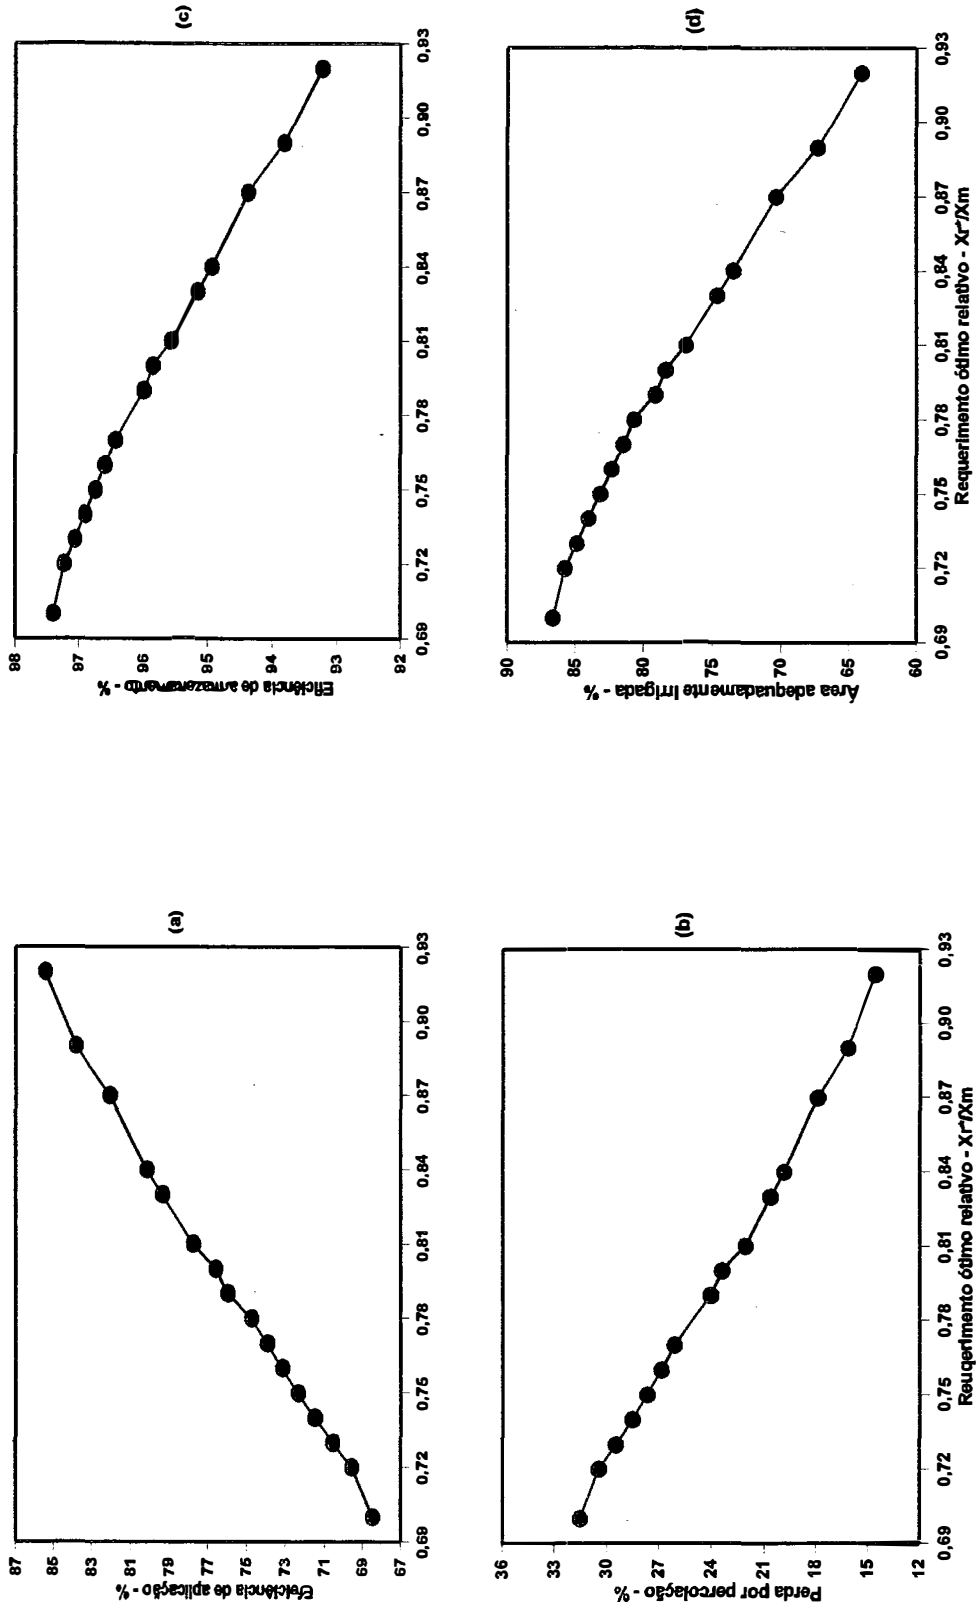 (a)
Efeiciência de aplicação - %
87
85
83
81
79
77
75
73
71
69
67
0,69 0,72 0,75 0,78 0,81 0,84 0,87 0,90 0,93
(c)
Eficiência de armazenamento - %
98
97
96
95
94
93
92
0,69 0,72 0,75 0,78 0,81 0,84 0,87 0,90 0,93
(b)
Perda por percolação - %
36
33
30
27
24
21
18
15
12
0,69 0,72 0,75 0,78 0,81 0,84 0,87 0,90 0,93
Reuqerimento ótimo relativo - Xr*/Xm
(d)
Área adequadamente Irrigada - %
90
85
80
75
70
65
60
0,69 0,72 0,75 0,78 0,81 0,84 0,87 0,90 0,93
Requerimento ótimo relativo - Xr*/Xm